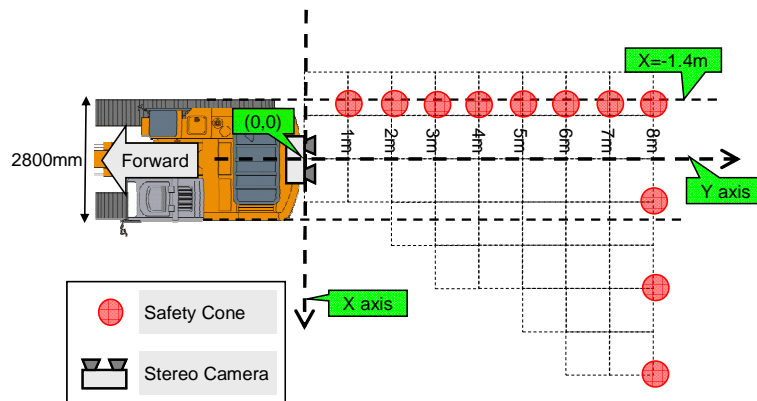 X=-1.4m
(0,0)
1m
2m
3m
4m
5m
6m
7m
8m
2800mm
Forward
Y axis
X axis
Safety Cone
Stereo Camera